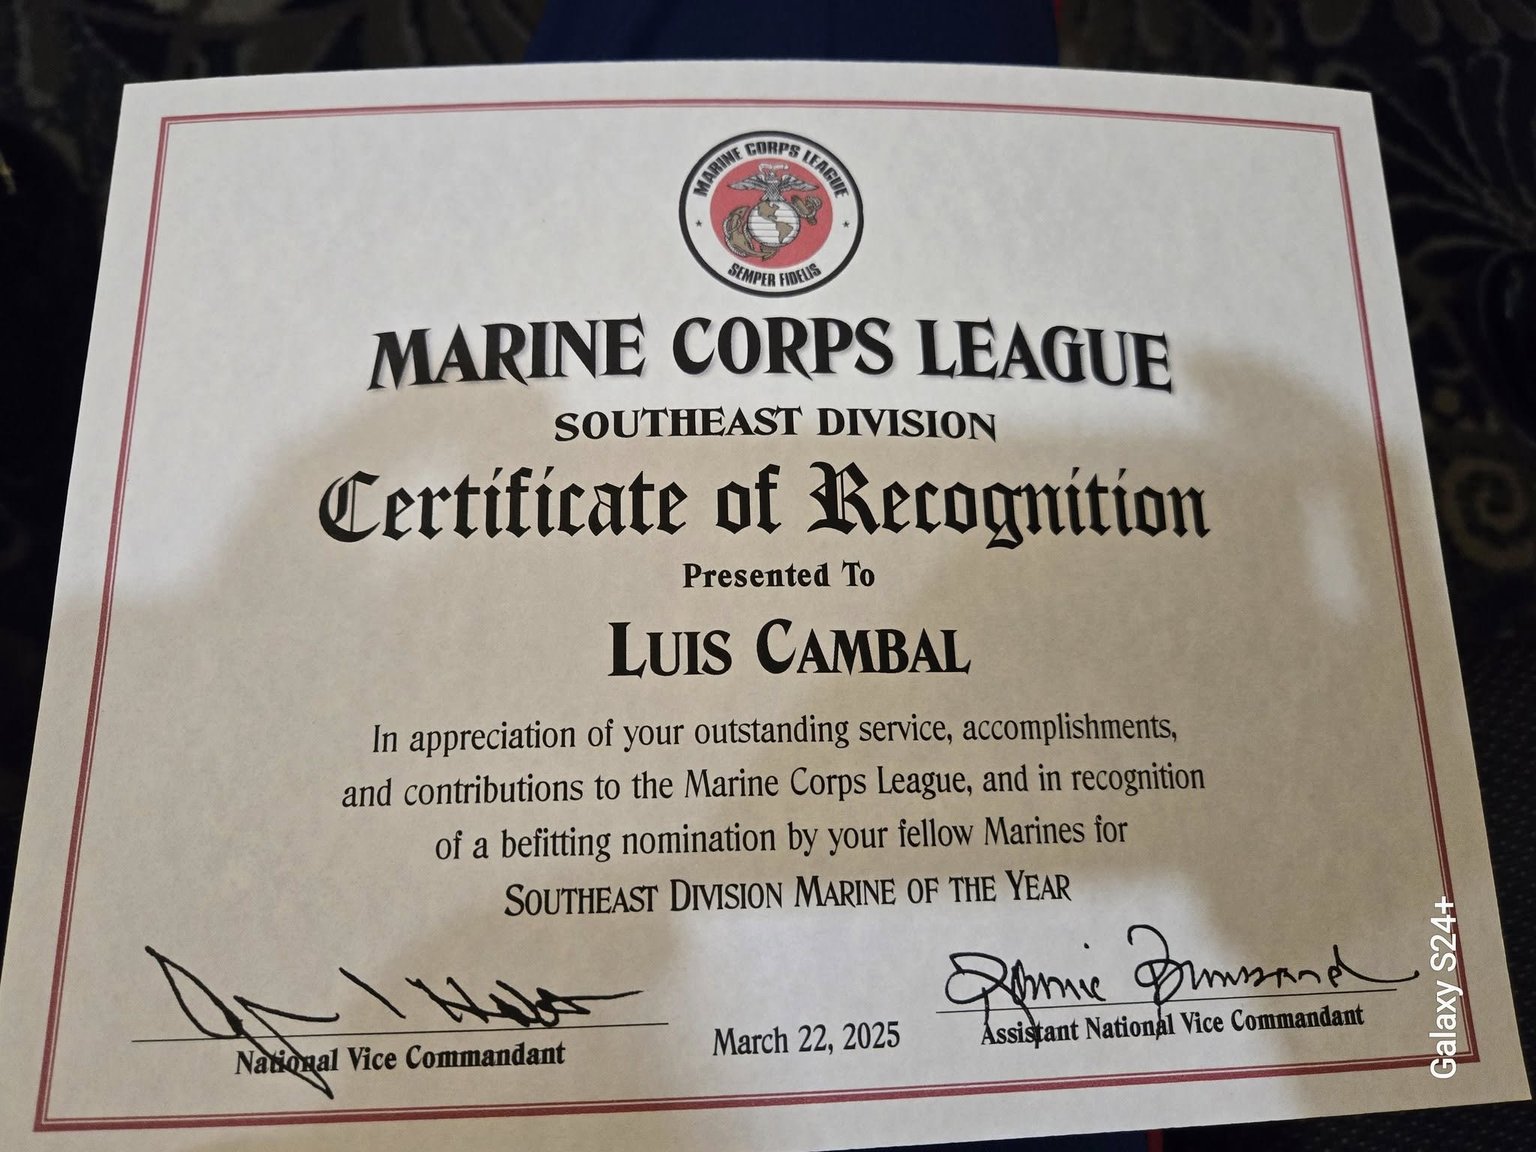 MARINE CORPS LEAGUE
SEMPER FIDELIS
MARINE CORPS LEAGUE
SOUTHEAST DIVISION
Certificate of Recognition
Presented To
LUIS CAMBAL
In appreciation of your outstanding service, accomplishments,
and contributions to the Marine Corps League, and in recognition
of a befitting nomination by your fellow Marines for
SOUTHEAST DIVISION MARINE OF THE YEAR
National Vice Commandant
March 22, 2025
Assistant National Vice Commandant
Galaxy S24+